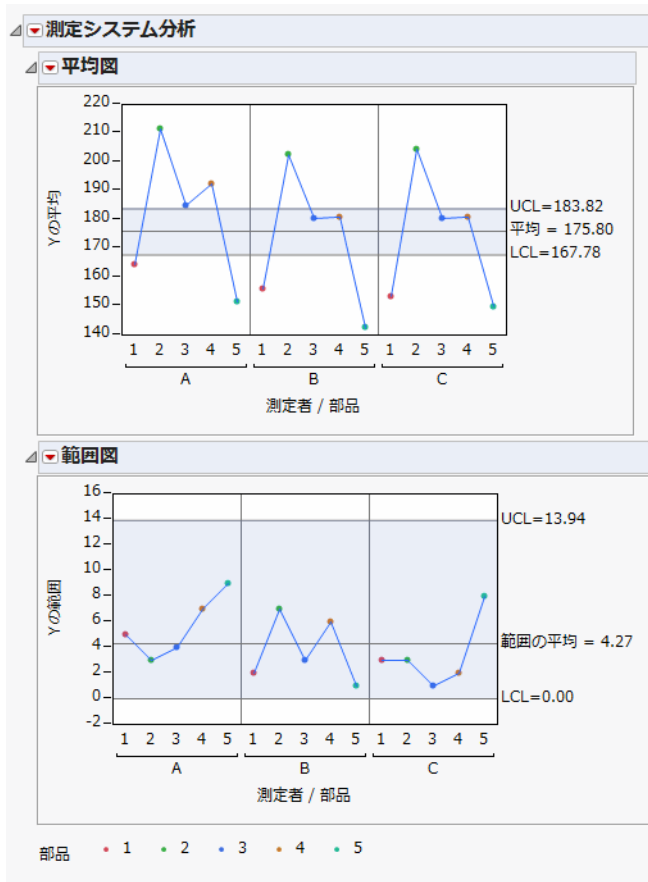 測定システム分析
平均図
220
210
200
190
180
170
160
150
140
Yの平均
UCL=183.82
平均 = 175.80
LCL=167.78
1 2 3 4 5 1 2 3 4 5 1 2 3 4 5
A B C
測定者 / 部品
範囲図
16
14
12
10
8
6
4
2
0
-2
Yの範囲
UCL=13.94
範囲の平均 = 4.27
LCL=0.00
1 2 3 4 5 1 2 3 4 5 1 2 3 4 5
A B C
測定者 / 部品
部品 1 2 3 4 5